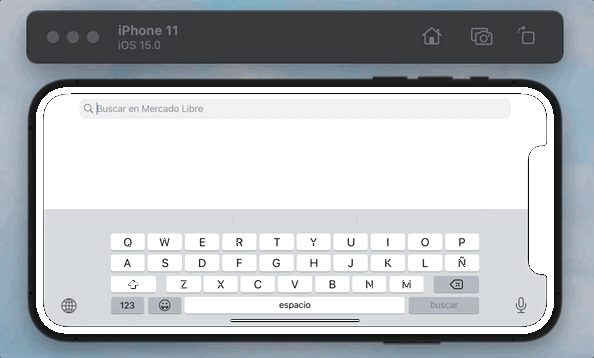 iPhone 11
iOS 15.0
Buscar en Mercado Libre
Q W E R T Y U I O P
A S D F G H J K L Ñ
Z X C V B N M
123 espacio buscar